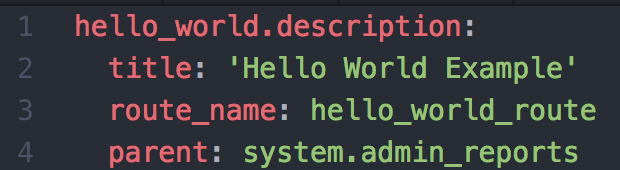 1 hello_world.description:
2 title: 'Hello World Example'
3 route_name: hello_world_route
4 parent: system.admin_reports